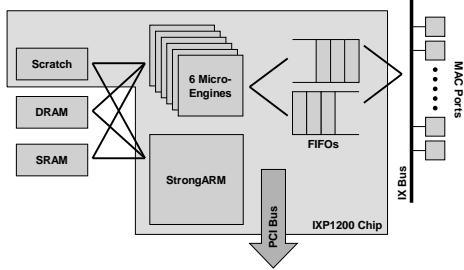 Scratch
DRAM
SRAM
6 Micro-
Engines
StrongARM
FIFOs
PCI Bus
IXP1200 Chip
IX Bus
MAC Ports